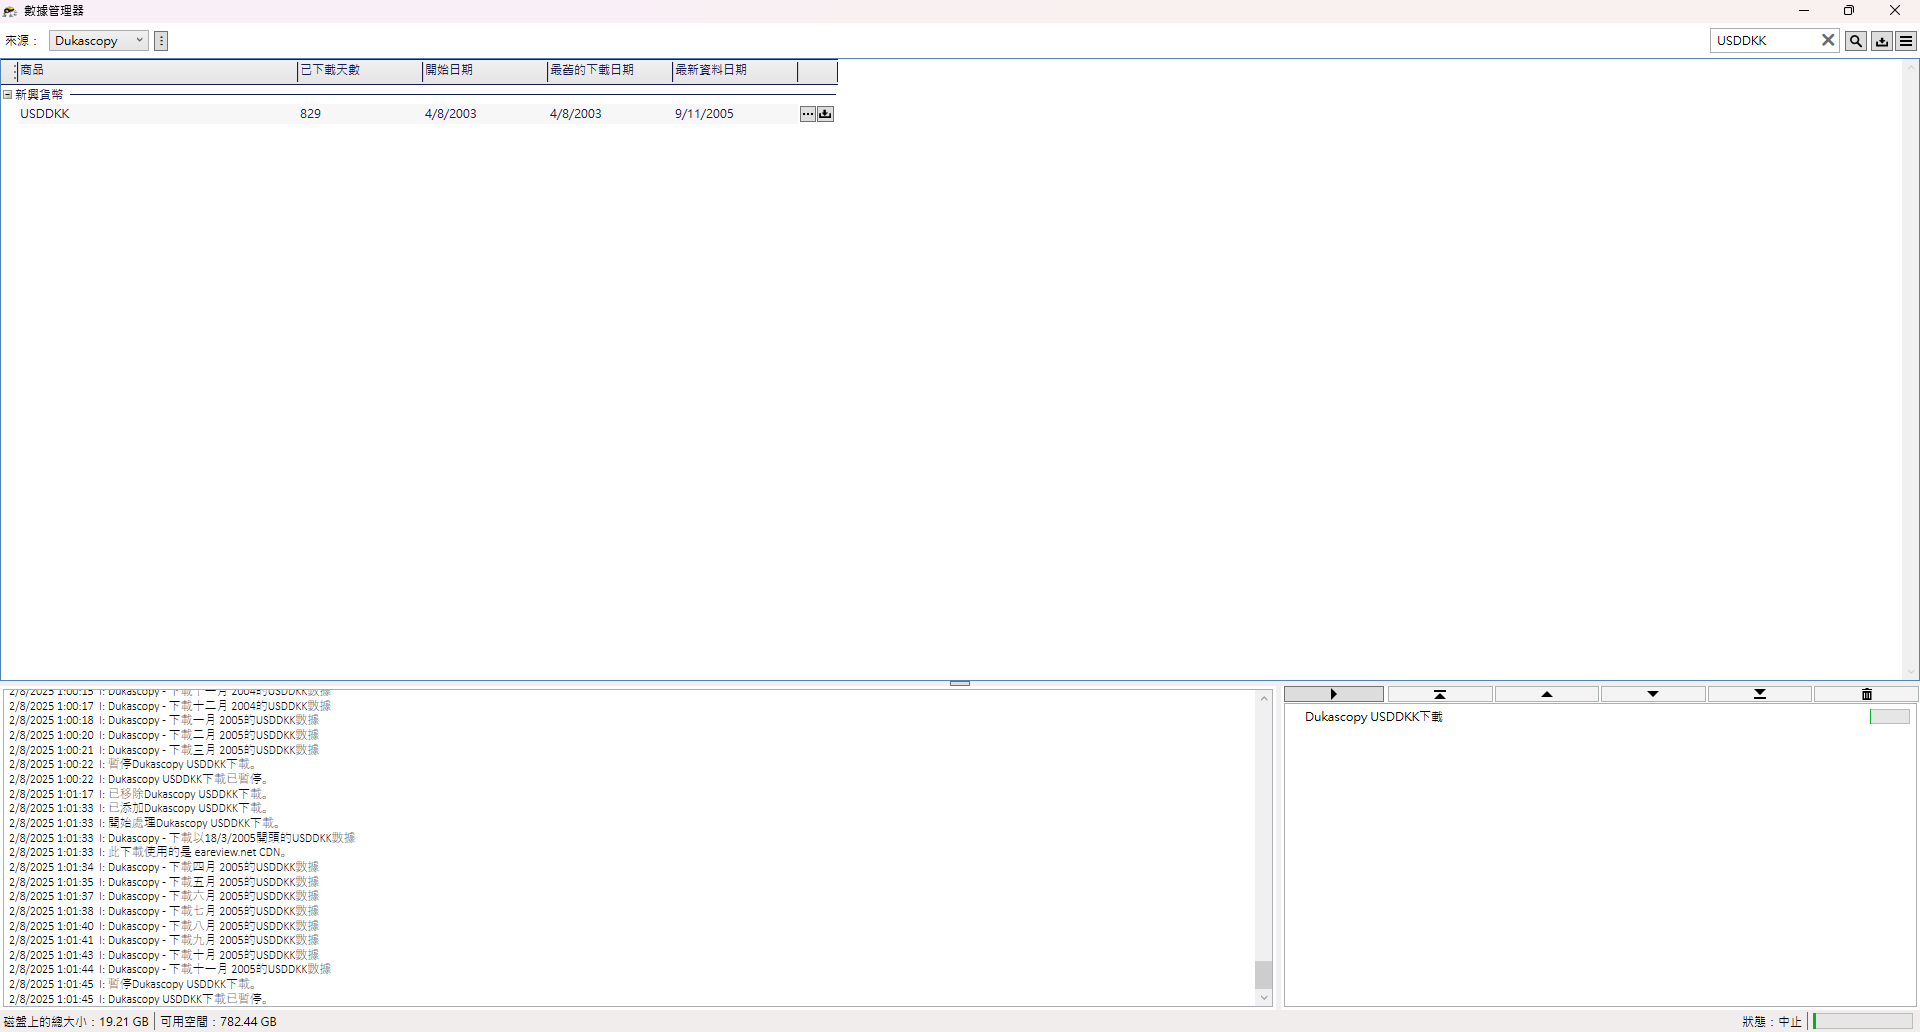 數據管理器
來源： Dukascopy USDDKK
商品 已下載天數 開始日期 最舊的下載日期 最新資料日期
新興貨幣
USDDKK 829 4/8/2003 4/8/2003 9/11/2005
2/8/2025 1:00:15 I: Dukascopy - 下載十一月 2004的USDDKK數據
2/8/2025 1:00:17 I: Dukascopy - 下載十二月 2004的USDDKK數據
2/8/2025 1:00:18 I: Dukascopy - 下載一月 2005的USDDKK數據
2/8/2025 1:00:20 I: Dukascopy - 下載二月 2005的USDDKK數據
2/8/2025 1:00:21 I: Dukascopy - 下載三月 2005的USDDKK數據
2/8/2025 1:00:22 I: 暫停Dukascopy USDDKK下載。
2/8/2025 1:00:22 I: Dukascopy USDDKK下載已暫停。
2/8/2025 1:01:17 I: 已移除Dukascopy USDDKK下載。
2/8/2025 1:01:33 I: 已添加Dukascopy USDDKK下載。
2/8/2025 1:01:33 I: 開始處理Dukascopy USDDKK下載。
2/8/2025 1:01:33 I: Dukascopy - 下載以18/3/2005開頭的USDDKK數據
2/8/2025 1:01:33 I: 此下載使用的是 eareview.net CDN。
2/8/2025 1:01:34 I: Dukascopy - 下載四月 2005的USDDKK數據
2/8/2025 1:01:35 I: Dukascopy - 下載五月 2005的USDDKK數據
2/8/2025 1:01:37 I: Dukascopy - 下載六月 2005的USDDKK數據
2/8/2025 1:01:38 I: Dukascopy - 下載七月 2005的USDDKK數據
2/8/2025 1:01:40 I: Dukascopy - 下載八月 2005的USDDKK數據
2/8/2025 1:01:41 I: Dukascopy - 下載九月 2005的USDDKK數據
2/8/2025 1:01:43 I: Dukascopy - 下載十月 2005的USDDKK數據
2/8/2025 1:01:44 I: Dukascopy - 下載十一月 2005的USDDKK數據
2/8/2025 1:01:45 I: 暫停Dukascopy USDDKK下載。
2/8/2025 1:01:45 I: Dukascopy USDDKK下載已暫停。
Dukascopy USDDKK下載
磁盤上的總大小：19.21 GB 可用空間：782.44 GB 狀態：中止